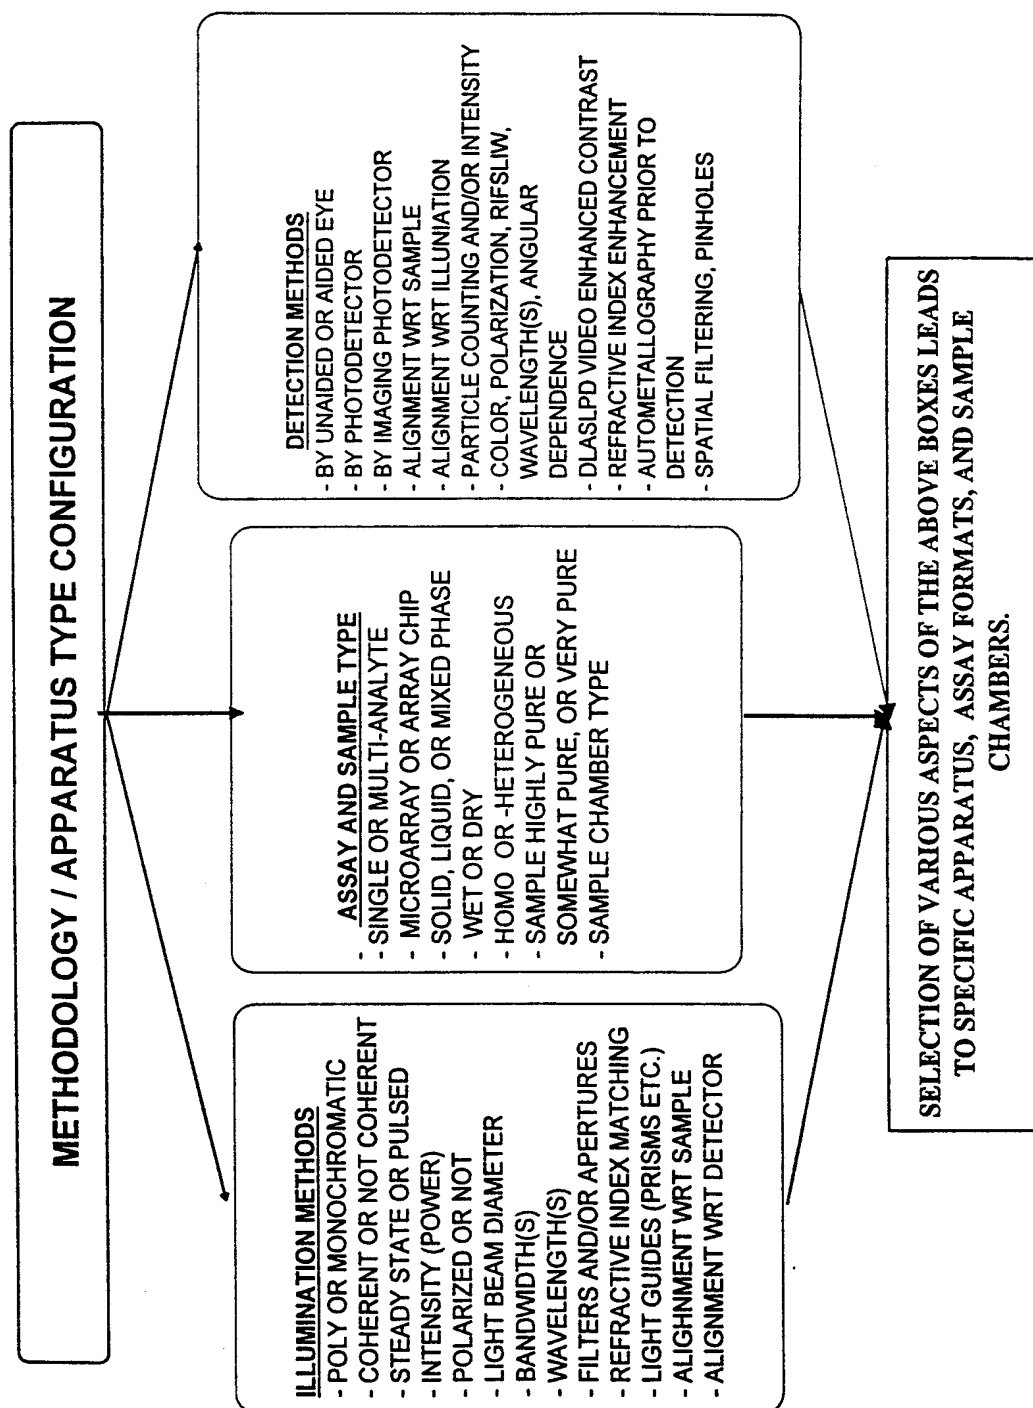 METHODOLOGY / APPARATUS TYPE CONFIGURATION
ILLUMINATION METHODS
- POLY OR MONOCHROMATIC
- COHERENT OR NOT COHERENT
- STEADY STATE OR PULSED
- INTENSITY (POWER)
- POLARIZED OR NOT
- LIGHT BEAM DIAMETER
- BANDWIDTH(S)
- WAVELENGTH(S)
- FILTERS AND/OR APERTURES
- REFRACTIVE INDEX MATCHING
- LIGHT GUIDES (PRISMS ETC.)
- ALIGHNMENT WRT SAMPLE
- ALIGNMENT WRT DETECTOR
- ASSAY AND SAMPLE TYPE
- SINGLE OR MULTI-ANALYTE
- MICROARRAY OR ARRAY CHIP
- SOLID, LIQUID, OR MIXED PHASE
- WET OR DRY
- HOMO OR -HETEROGENEOUS
- SAMPLE HIGHLY PURE OR
SOMEWHAT PURE, OR VERY PURE
- SAMPLE CHAMBER TYPE
DETECTION METHODS
- BY UNAIDED OR AIDED EYE
- BY PHOTODETECTOR
- BY IMAGING PHOTODETECTOR
- ALIGNMENT WRT SAMPLE
- ALIGNMENT WRT ILLUNIATION
- PARTICLE COUNTING AND/OR INTENSITY
- COLOR, POLARIZATION, RIFSLIW,
WAVELENGTH(S), ANGULAR
DEPENDENCE
- DLASLPD VIDEO ENHANCED CONTRAST
- REFRACTIVE INDEX ENHANCEMENT
- AUTOMETALLOGRAPHY PRIOR TO
DETECTION
- SPATIAL FILTERING, PINHOLES
SELECTION OF VARIOUS ASPECTS OF THE ABOVE BOXES LEADS
TO SPECIFIC APPARATUS, ASSAY FORMATS, AND SAMPLE
CHAMBERS.